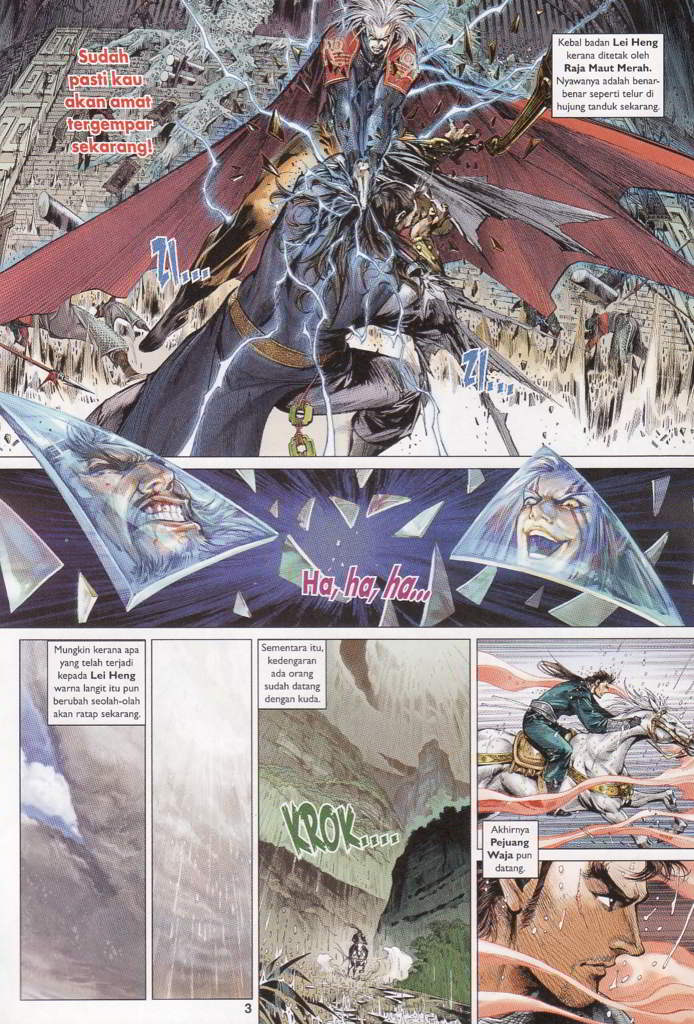 Sudah
pasti kau
akan amat
tergempar
sekarang!
Kebal badan Lei Heng
kerana ditetak oleh
Raja Maut Merah.
Nyawanya adalah benar-
benar seperti telur di
hujung tanduk sekarang.
ZI...
ZI...
Ha, ha, ha...
Mungkin kerana apa
yang telah terjadi
kepada Lei Heng
warna langit itu pun
berubah seolah-olah
akan ratap sekarang.
Sementara itu,
kedengaran
ada orang
sudah datang
dengan kuda.
KROK....
Akhirnya
Pejuang
Waja pun
datang.
3